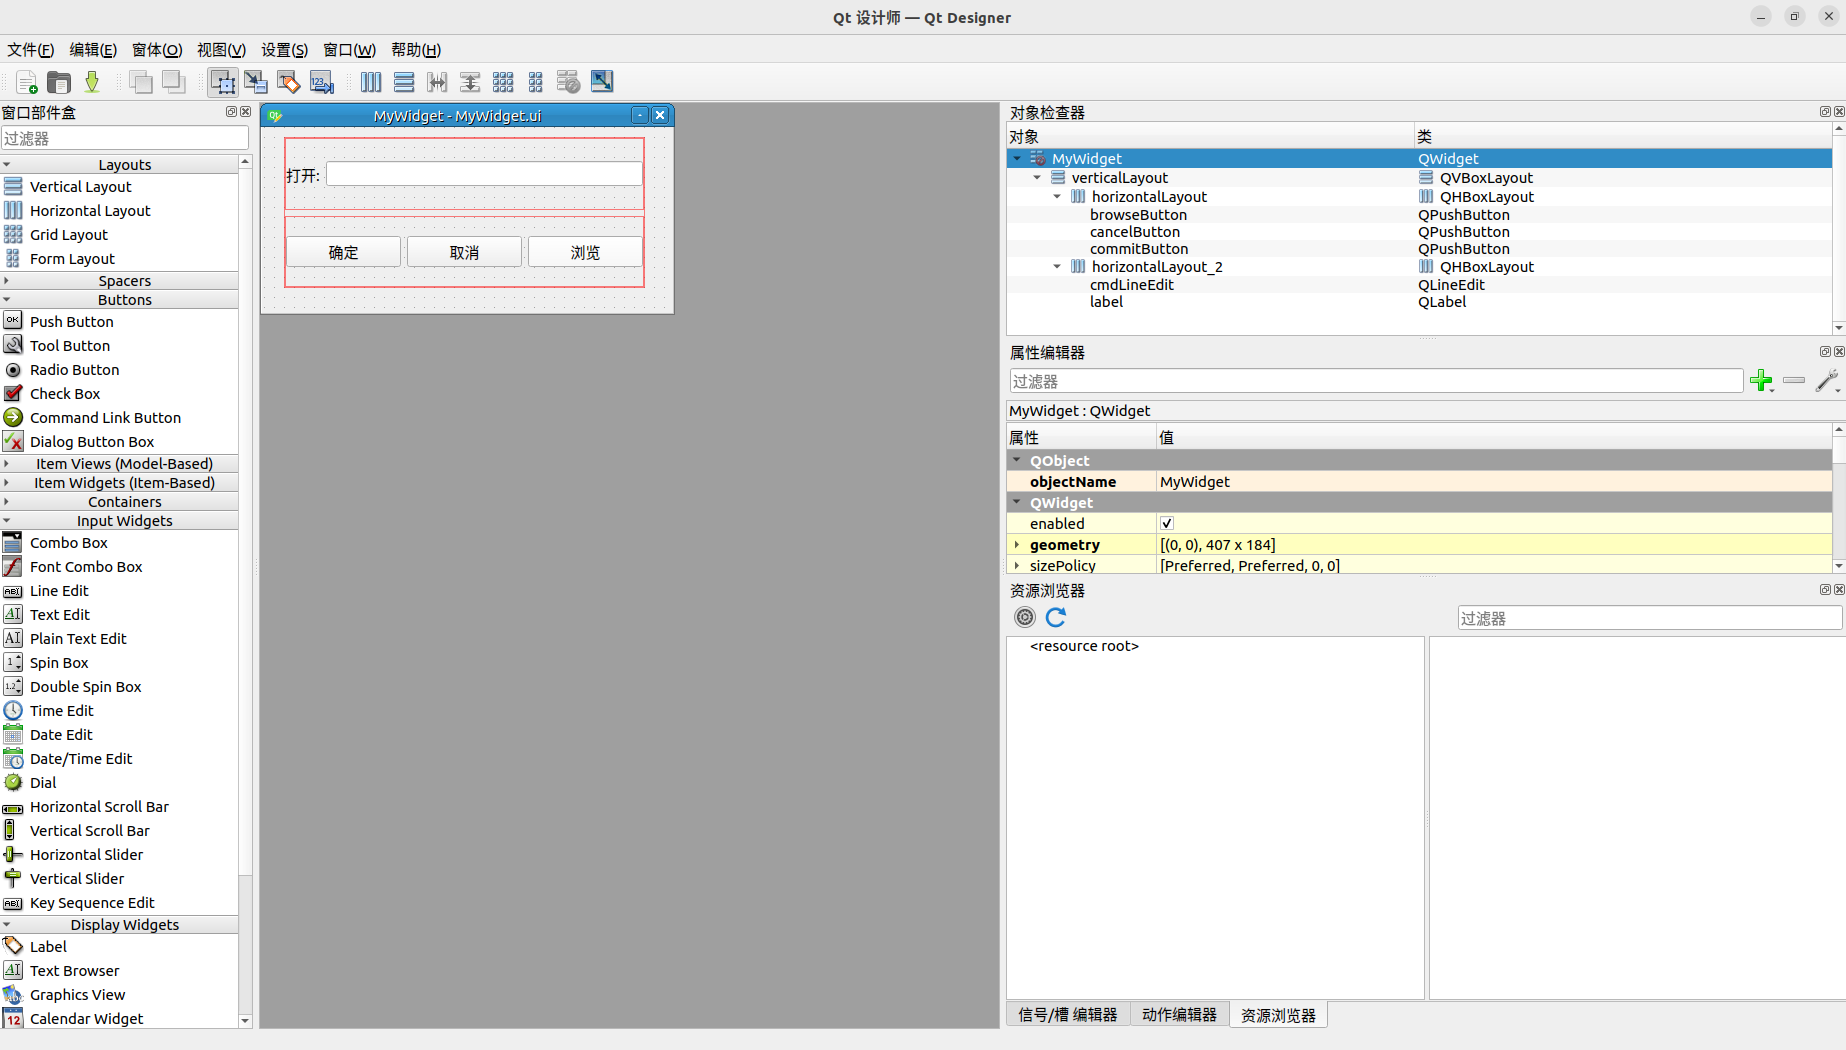 Qt 设计师 — Qt Designer
文件(F) 编辑(E) 窗体(O) 视图(V) 设置(S) 窗口(W) 帮助(H)
窗口部件盒
过滤器
Layouts
Vertical Layout
Horizontal Layout
Grid Layout
Form Layout
Spacers
Buttons
Push Button
Tool Button
Radio Button
Check Box
Command Link Button
Dialog Button Box
Item Views (Model-Based)
Item Widgets (Item-Based)
Containers
Input Widgets
Combo Box
Font Combo Box
Line Edit
Text Edit
Plain Text Edit
Spin Box
Double Spin Box
Time Edit
Date Edit
Date/Time Edit
Dial
Horizontal Scroll Bar
Vertical Scroll Bar
Horizontal Slider
Vertical Slider
Key Sequence Edit
Display Widgets
Label
Text Browser
Graphics View
Calendar Widget
MyWidget - MyWidget.ui
打开:
确定 取消 浏览
对象检查器
对象 类
MyWidget QWidget
verticalLayout QVBoxLayout
horizontalLayout QHBoxLayout
browseButton QPushButton
cancelButton QPushButton
commitButton QPushButton
horizontalLayout_2 QHBoxLayout
cmdLineEdit QLineEdit
label QLabel
属性编辑器
过滤器
MyWidget : QWidget
属性 值
QObject
objectName MyWidget
QWidget
enabled
geometry [(0, 0), 407 x 184]
sizePolicy [Preferred, Preferred, 0, 0]
资源浏览器
过滤器
<resource root>
信号/槽 编辑器 动作编辑器 资源浏览器